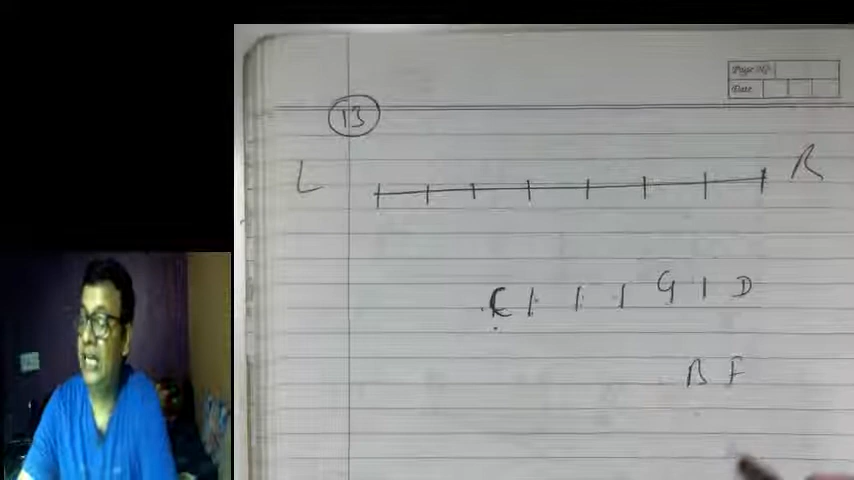 Page No.
Date
13
L R
C | | | G | D
B F